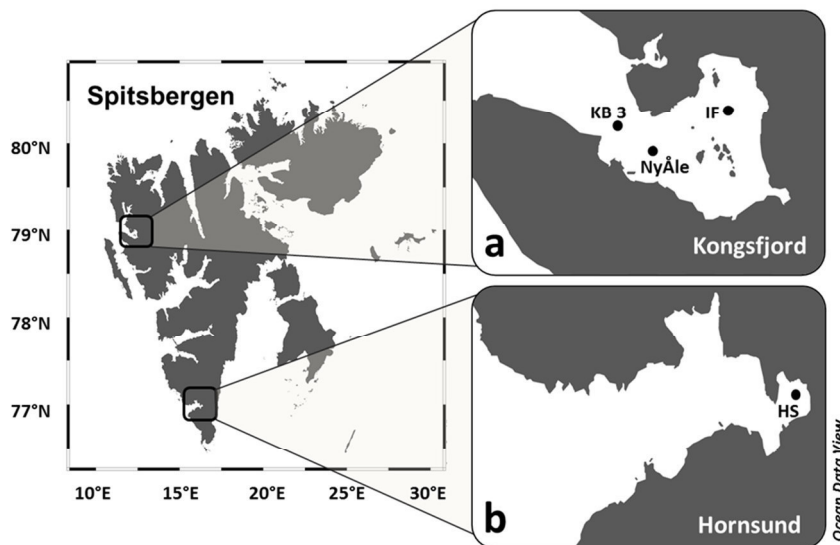 Spitsbergen
80°N
79°N
78°N
77°N
10°E
15°E
20°E
25°E
30°E
KB 3
IF
NyÅle
a
Kongsfjord
HS
b
Hornsund
Ocean Data View